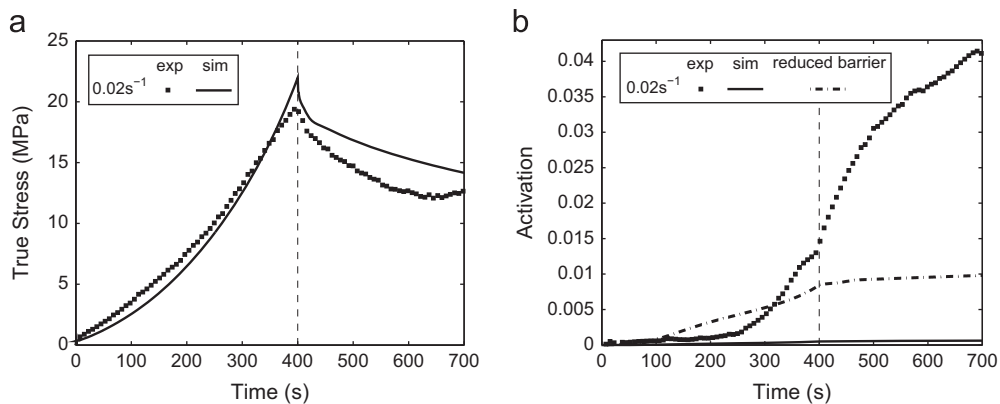 a
25
20
15
10
5
0
0 100 200 300 400 500 600 700
True Stress (MPa)
Time (s)
exp sim
0.02s⁻¹
b
0.04
0.035
0.03
0.025
0.02
0.015
0.01
0.005
0
0 100 200 300 400 500 600 700
Activation
Time (s)
exp sim reduced barrier
0.02s⁻¹